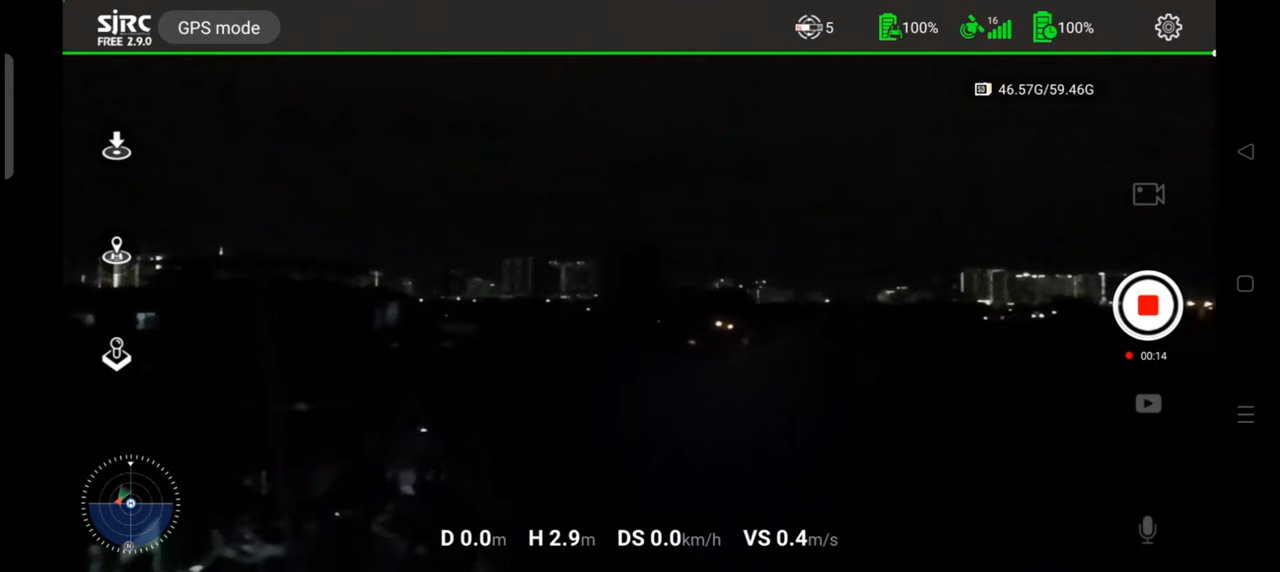 SJRC
FREE 2.9.0
GPS mode
5
100%
16
100%
SD 46.57G/59.46G
00:14
H
N
D 0.0m H 2.9m DS 0.0km/h VS 0.4m/s